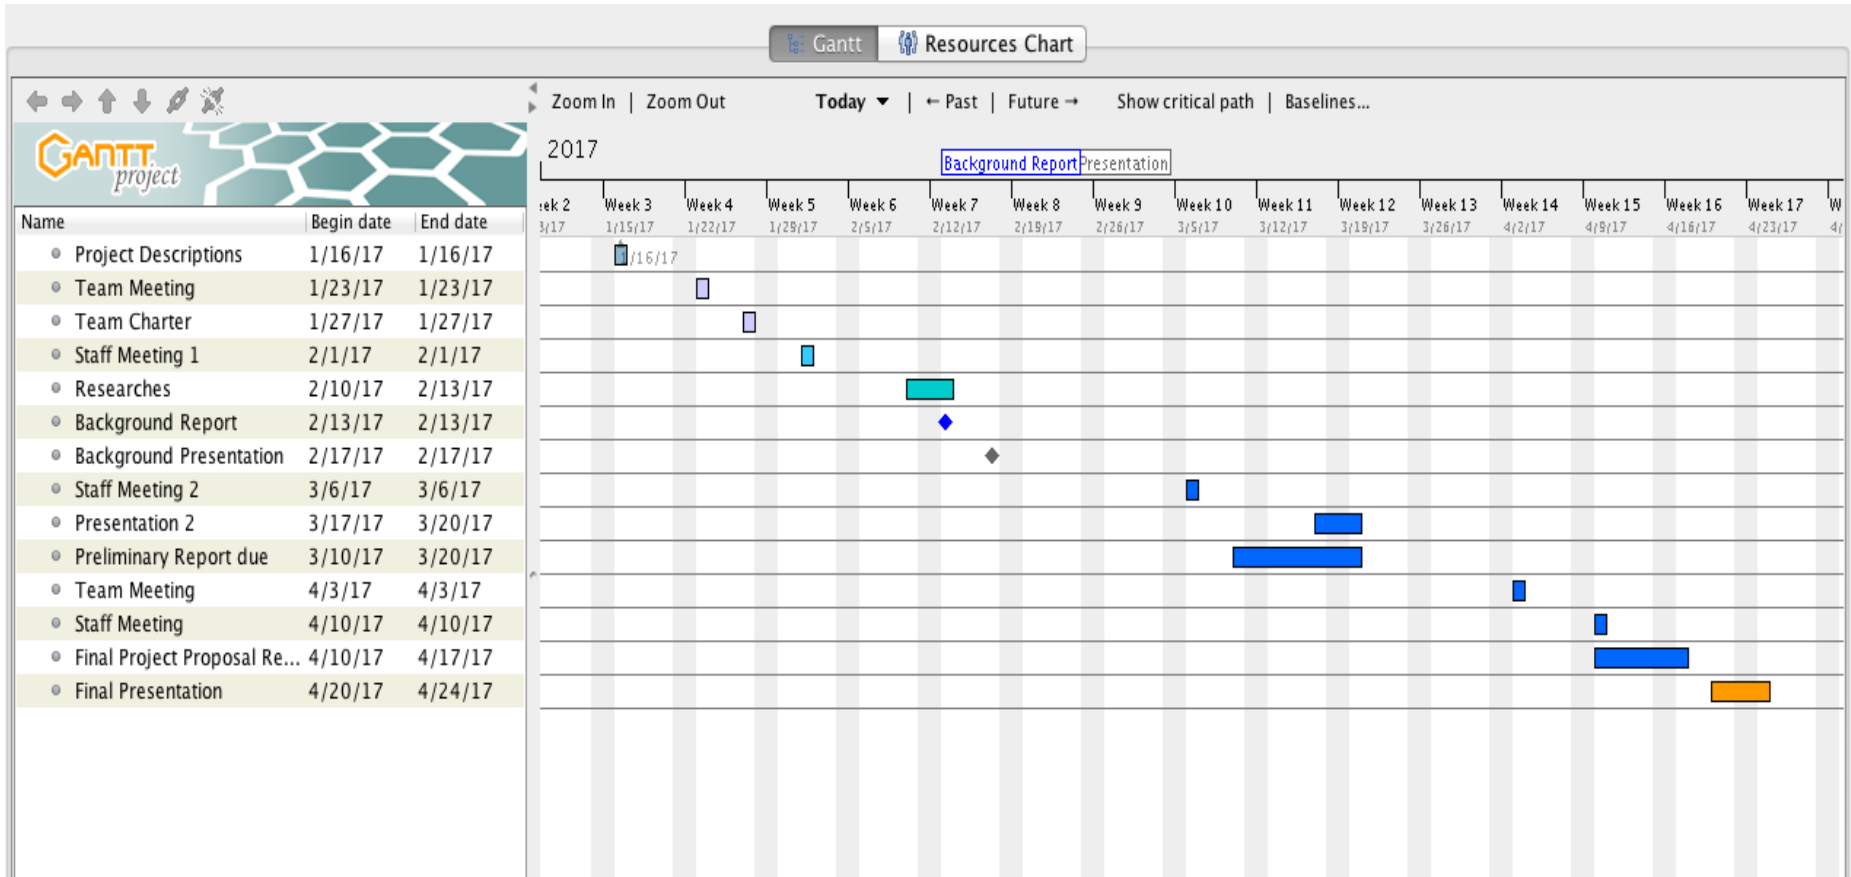 Gantt Resources Chart
Zoom In | Zoom Out Today ▼ | ← Past | Future → Show critical path | Baselines...
GANTT project
2017
Background Report Presentation
Week 3 Week 4 Week 5 Week 6 Week 7 Week 8 Week 9 Week 10 Week 11 Week 12 Week 13 Week 14 Week 15 Week 16 Week 17
1/15/17 1/22/17 1/29/17 2/5/17 2/12/17 2/19/17 2/26/17 3/5/17 3/12/17 3/19/17 3/26/17 4/2/17 4/9/17 4/16/17 4/23/17
Name Begin date End date
Project Descriptions 1/16/17 1/16/17 1/16/17
Team Meeting 1/23/17 1/23/17
Team Charter 1/27/17 1/27/17
Staff Meeting 1 2/1/17 2/1/17
Researches 2/10/17 2/13/17
Background Report 2/13/17 2/13/17
Background Presentation 2/17/17 2/17/17
Staff Meeting 2 3/6/17 3/6/17
Presentation 2 3/17/17 3/20/17
Preliminary Report due 3/10/17 3/20/17
Team Meeting 4/3/17 4/3/17
Staff Meeting 4/10/17 4/10/17
Final Project Proposal Re... 4/10/17 4/17/17
Final Presentation 4/20/17 4/24/17